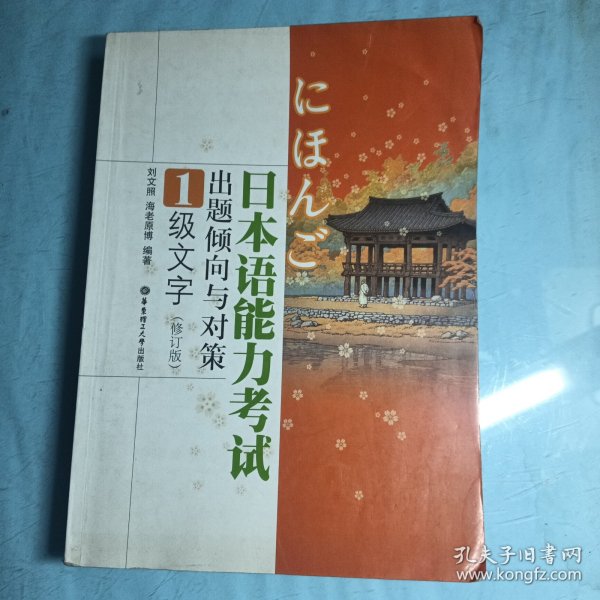 にほんご
日本语能力考试
出题倾向与对策
1级文字(修订版)
刘文照 海老原博 编著
华东理工大学出版社
孔夫子旧书网
www.kongfz.com